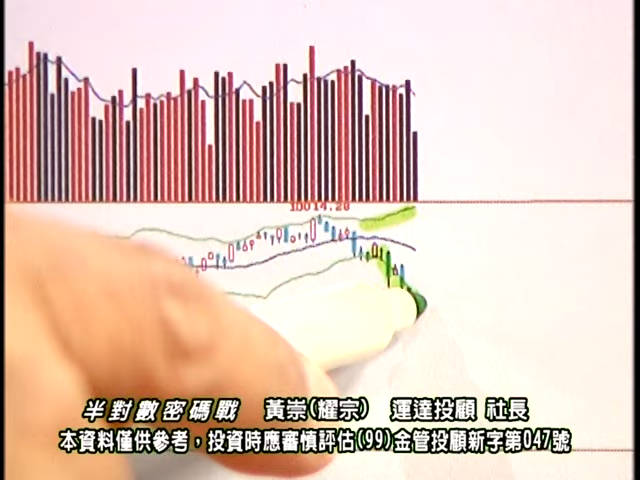 10014.28
半對數密碼戰 黃崇(耀宗) 運達投顧 社長
本資料僅供參考，投資時應審慎評估(99)金管投顧新字第047號